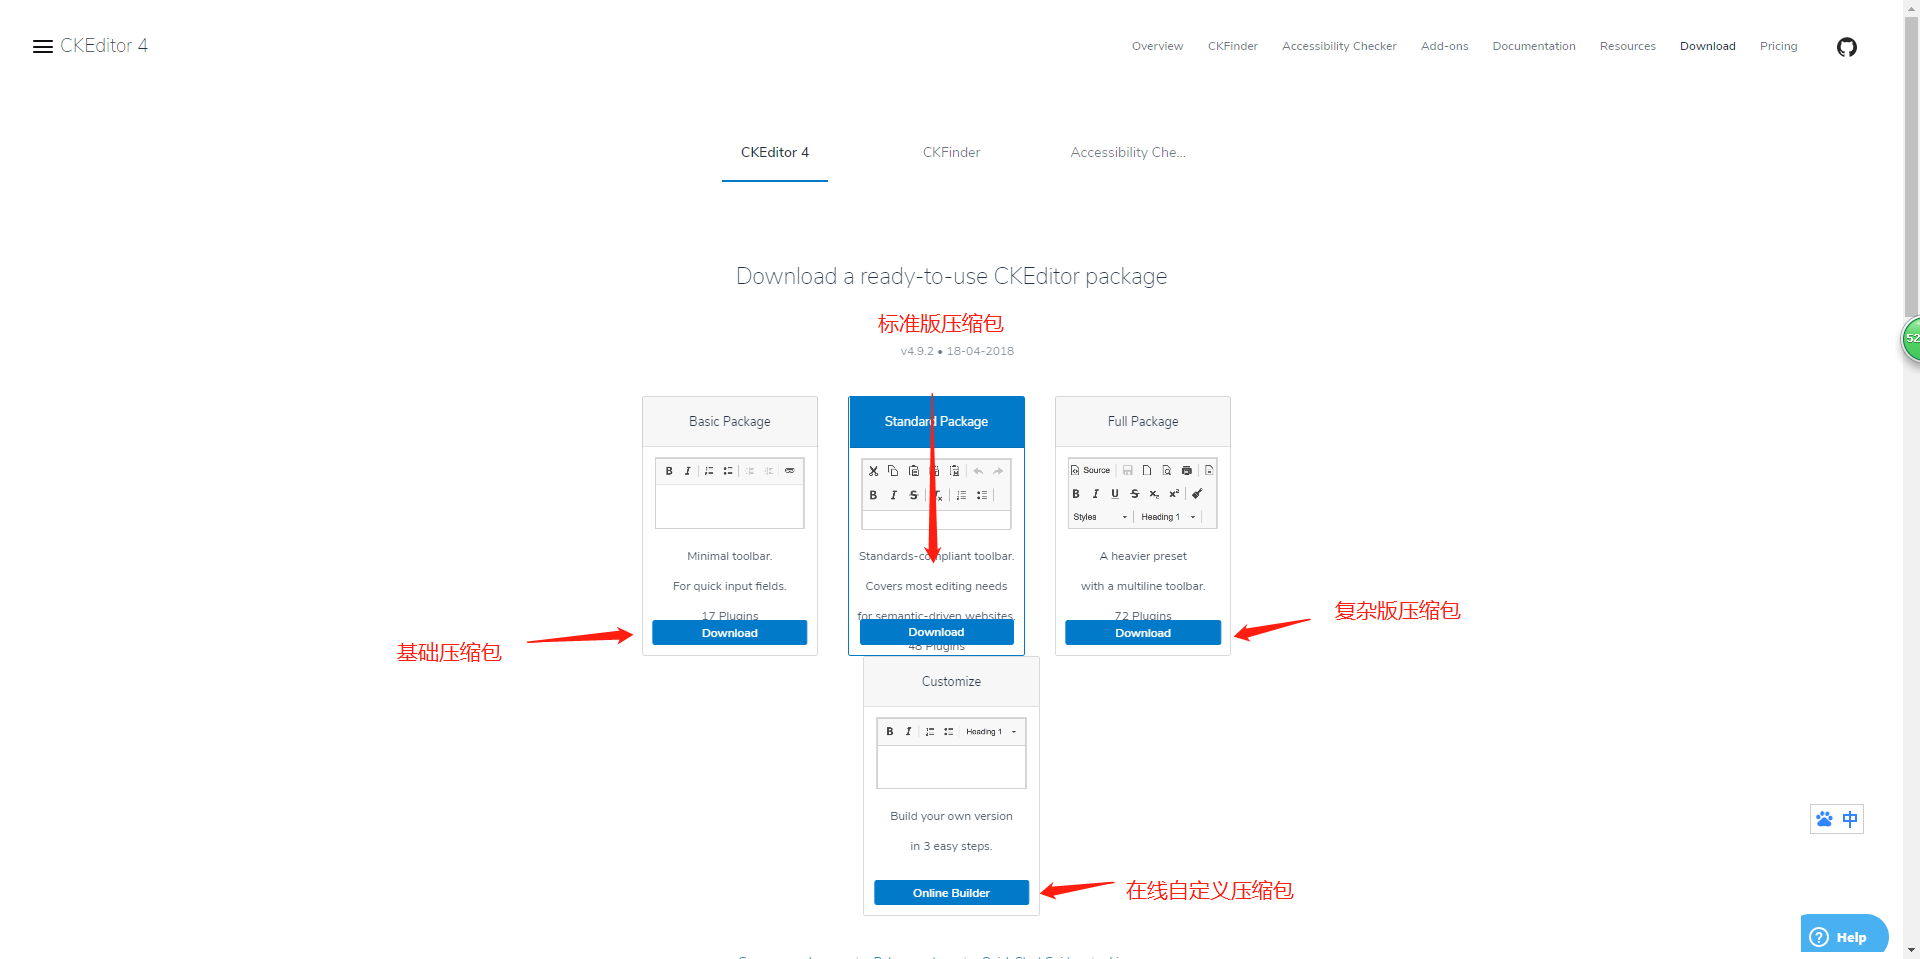 CKEditor 4
Overview CKFinder Accessibility Checker Add-ons Documentation Resources Download Pricing
CKEditor 4 CKFinder Accessibility Che...
Download a ready-to-use CKEditor package
标准版压缩包
v4.9.2 • 18-04-2018
52
Basic Package
B I
Minimal toolbar.
For quick input fields.
17 Plugins
Download
基础压缩包
Standard Package
B I S
Standards-compliant toolbar.
Covers most editing needs
for semantic-driven websites.
48 Plugins
Download
Full Package
Source
B I U S x₂ x²
Styles Heading 1
A heavier preset
with a multiline toolbar.
72 Plugins
Download
复杂版压缩包
Customize
B I Heading 1
Build your own version
in 3 easy steps.
Online Builder
在线自定义压缩包
中
? Help